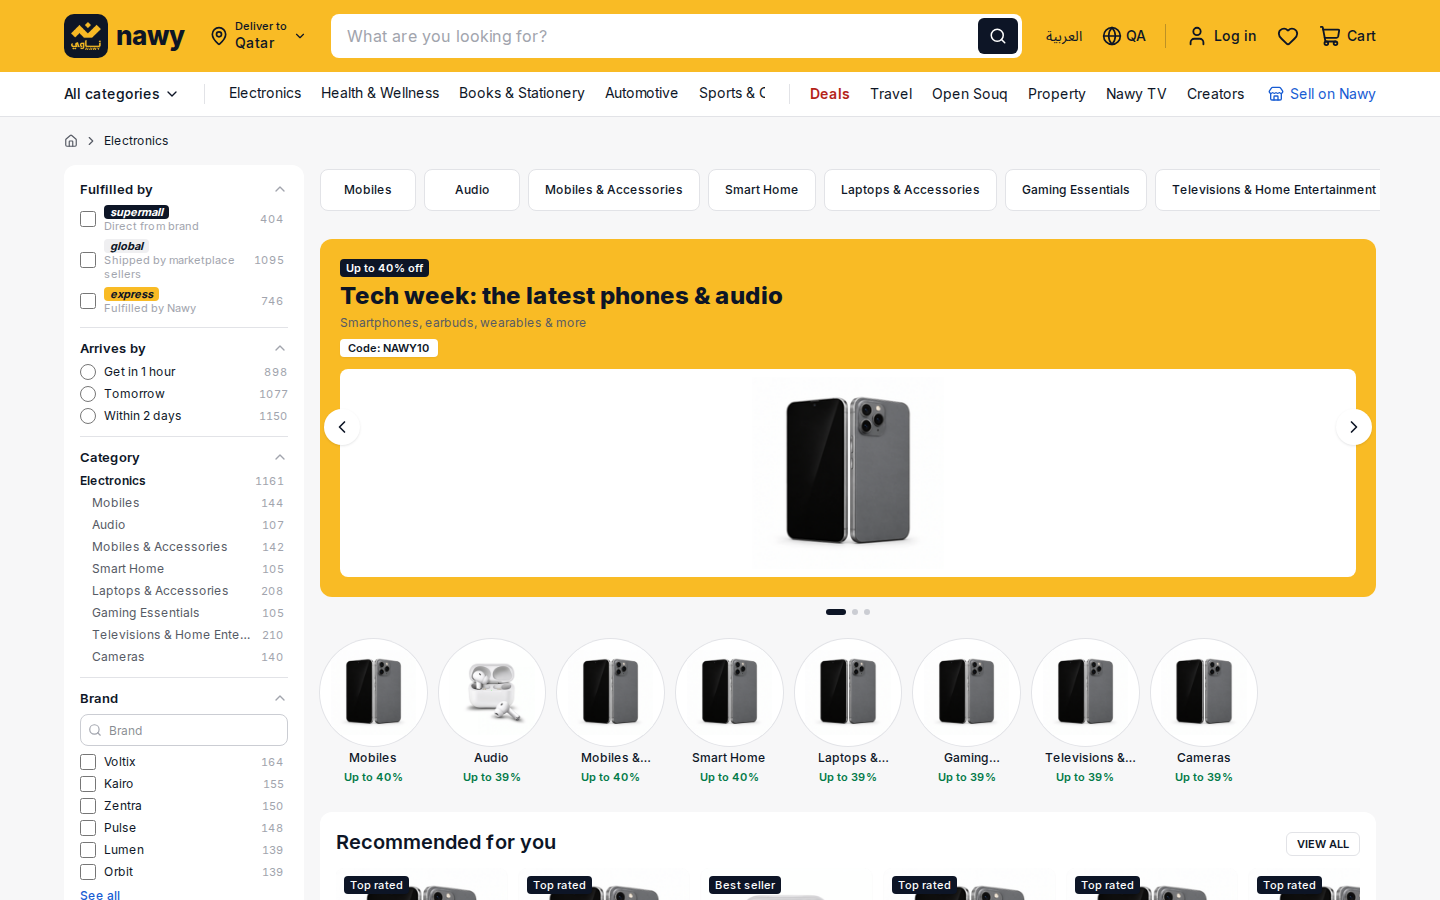 nawy
Deliver to
Qatar
What are you looking for?
العربية
QA
Log in
Cart
All categories
Electronics
Health & Wellness
Books & Stationery
Automotive
Sports &
Deals
Travel
Open Souq
Property
Nawy TV
Creators
Sell on Nawy
Electronics
Fulfilled by
supermall
404
Direct from brand
global
Shipped by marketplace
1095
sellers
express
746
Fulfilled by Nawy
Arrives by
Get in 1 hour
898
Tomorrow
1077
Within 2 days
1150
Category
Electronics
1161
Mobiles
144
Audio
107
Mobiles & Accessories
142
Smart Home
105
Laptops & Accessories
208
Gaming Essentials
105
Televisions & Home Ente...
210
Cameras
140
Brand
Brand
Voltix
164
Kairo
155
Zentra
150
Pulse
148
Lumen
139
Orbit
139
See all
Mobiles
Audio
Mobiles & Accessories
Smart Home
Laptops & Accessories
Gaming Essentials
Televisions & Home Entertainment
Up to 40% off
Tech week: the latest phones & audio
Smartphones, earbuds, wearables & more
Code: NAWY10
Mobiles
Up to 40%
Audio
Up to 39%
Mobiles &...
Up to 40%
Smart Home
Up to 40%
Laptops &...
Up to 39%
Gaming...
Up to 39%
Televisions &...
Up to 39%
Cameras
Up to 39%
Recommended for you
VIEW ALL
Top rated
Top rated
Best seller
Top rated
Top rated
Top rated